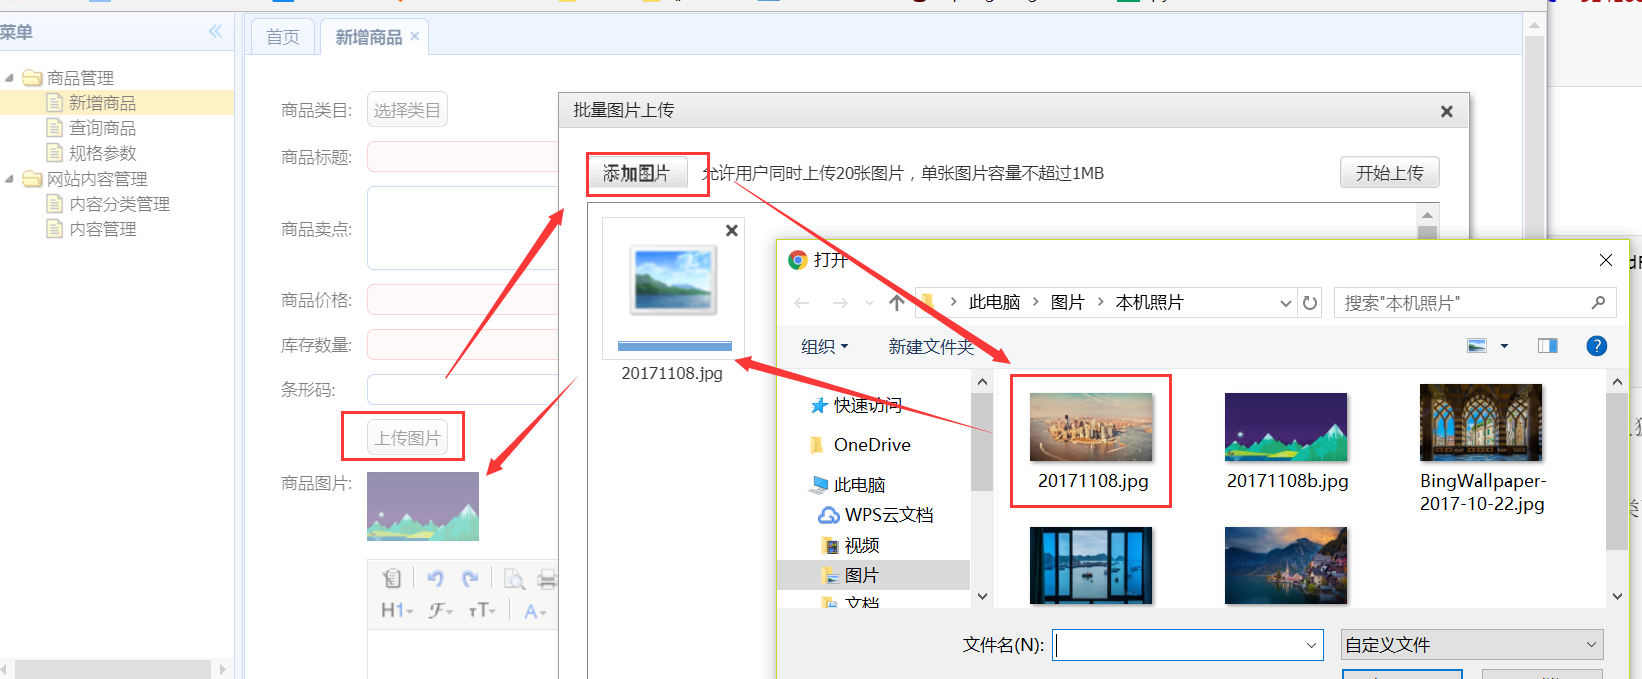 菜单
商品管理
新增商品
查询商品
规格参数
网站内容管理
内容分类管理
内容管理
首页
新增商品
商品类目:
选择类目
商品标题:
商品卖点:
商品价格:
库存数量:
条形码:
上传图片
商品图片:
H1
F
TT
A
批量图片上传
添加图片
允许用户同时上传20张图片，单张图片容量不超过1MB
开始上传
20171108.jpg
打开
此电脑
图片
本机照片
搜索"本机照片"
组织
新建文件夹
快速访问
OneDrive
此电脑
WPS云文档
视频
图片
文档
20171108.jpg
20171108b.jpg
BingWallpaper-
2017-10-22.jpg
文件名(N):
自定义文件